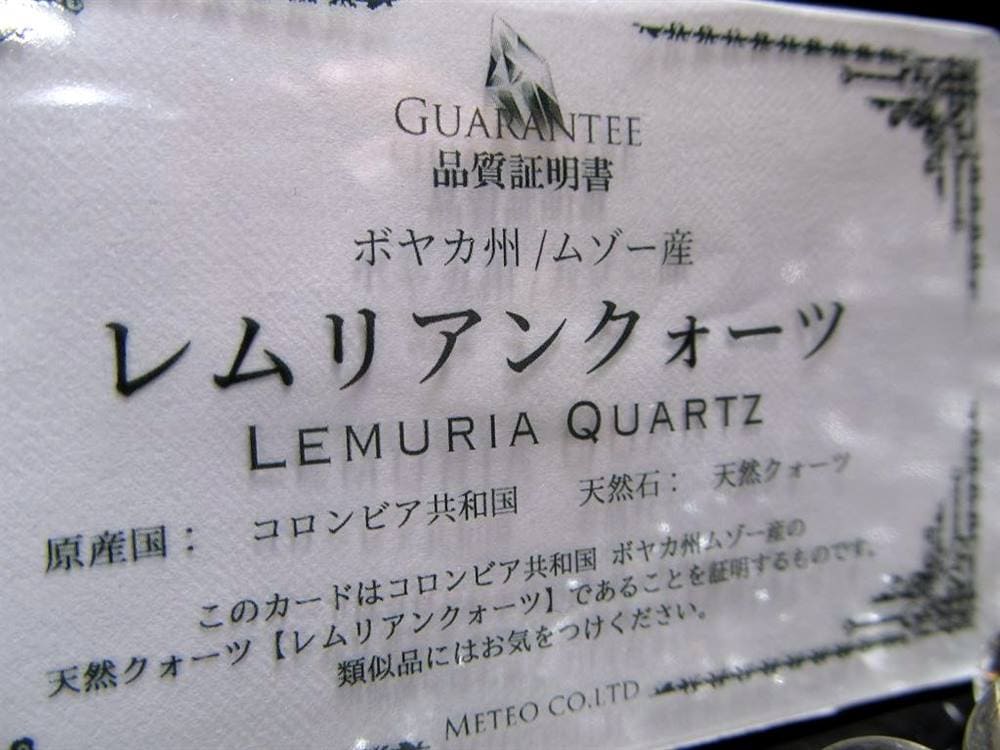 GUARANTEE
品質証明書
ボヤカ州 /ムゾー産
レムリアンクォーツ
LEMURIA QUARTZ
原産国： コロンビア共和国 天然石： 天然クォーツ
このカードはコロンビア共和国 ボヤカ州ムゾー産の
天然クォーツ【レムリアンクォーツ】であることを証明するものです。
類似品にはお気をつけください。
METEO CO.LTD